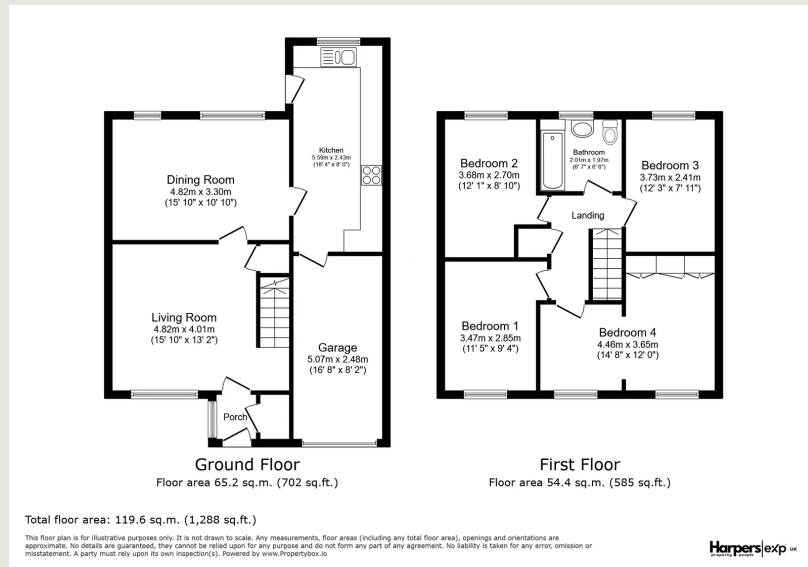 Kitchen
5.59m x 2.43m
(18' 4" x 8' 0")
Dining Room
4.82m x 3.30m
(15' 10" x 10' 10")
Living Room
4.82m x 4.01m
(15' 10" x 13' 2")
Garage
5.07m x 2.48m
(16' 8" x 8' 2")
Porch
Ground Floor
Floor area 65.2 sq.m. (702 sq.ft.)
Bedroom 2
3.68m x 2.70m
(12' 1" x 8' 10")
Bathroom
2.01m x 1.97m
(6' 7" x 6' 6")
Bedroom 3
3.73m x 2.41m
(12' 3" x 7' 11")
Landing
Bedroom 1
3.47m x 2.85m
(11' 5" x 9' 4")
Bedroom 4
4.46m x 3.65m
(14' 8" x 12' 0")
First Floor
Floor area 54.4 sq.m. (585 sq.ft.)
Total floor area: 119.6 sq.m. (1,288 sq.ft.)
This floor plan is for illustrative purposes only. It is not drawn to scale. Any measurements, floor areas (including any total floor area), openings and orientations are
approximate. No details are guaranteed, they cannot be relied upon for any purpose and do not form any part of any agreement. No liability is taken for any error, omission or
misstatement. A party must rely upon its own inspection(s). Powered by www.Propertybox.io
Harpers|exp UK
property people